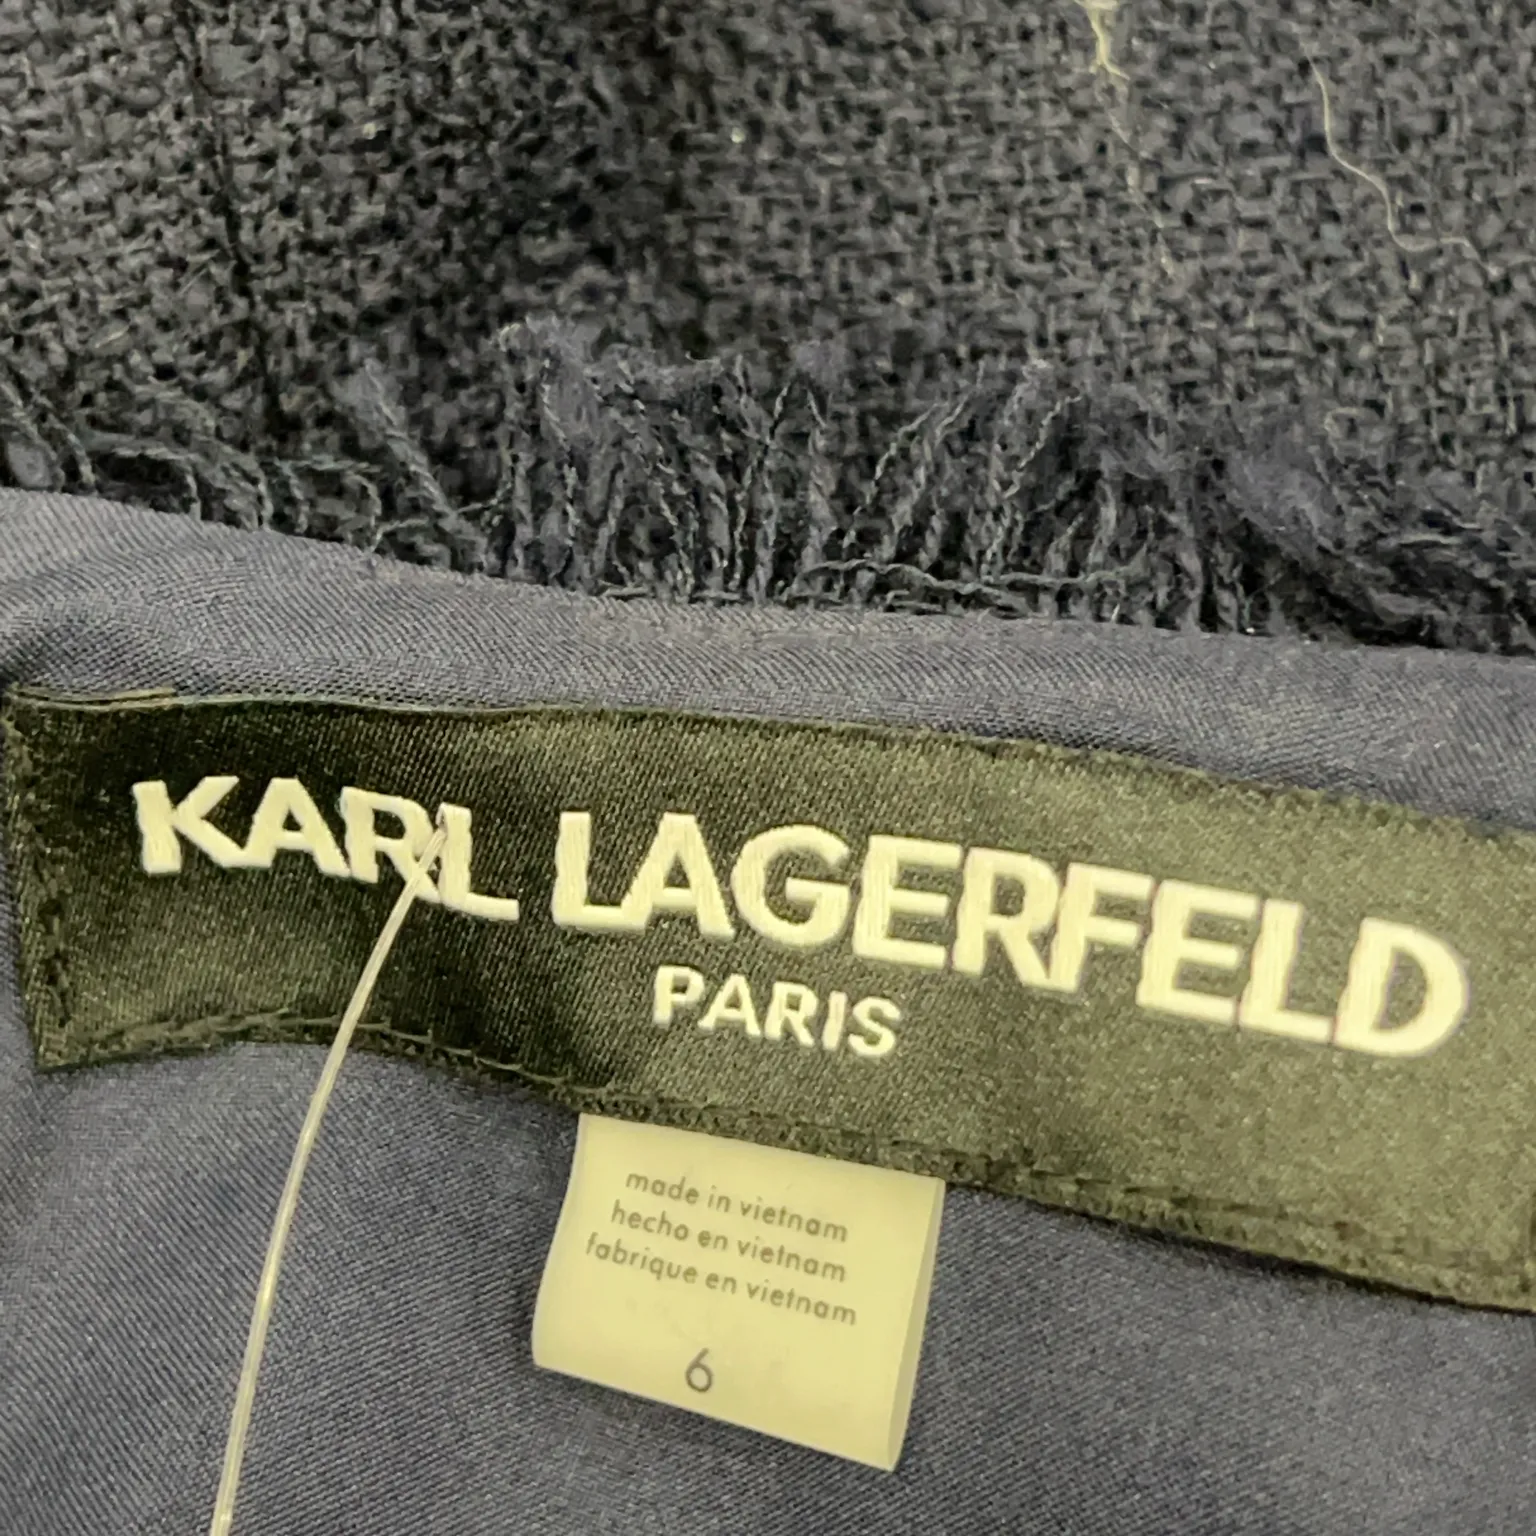 KARL LAGERFELD
PARIS
made in vietnam
hecho en vietnam
fabrique en vietnam
6